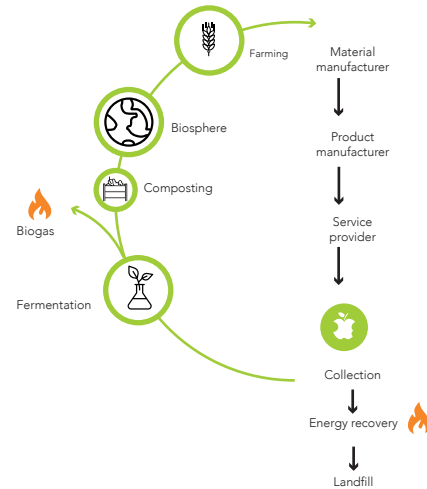 Farming
Material
manufacturer
Biosphere
Product
manufacturer
Composting
Service
provider
Biogas
Fermentation
Collection
Energy recovery
Landfill